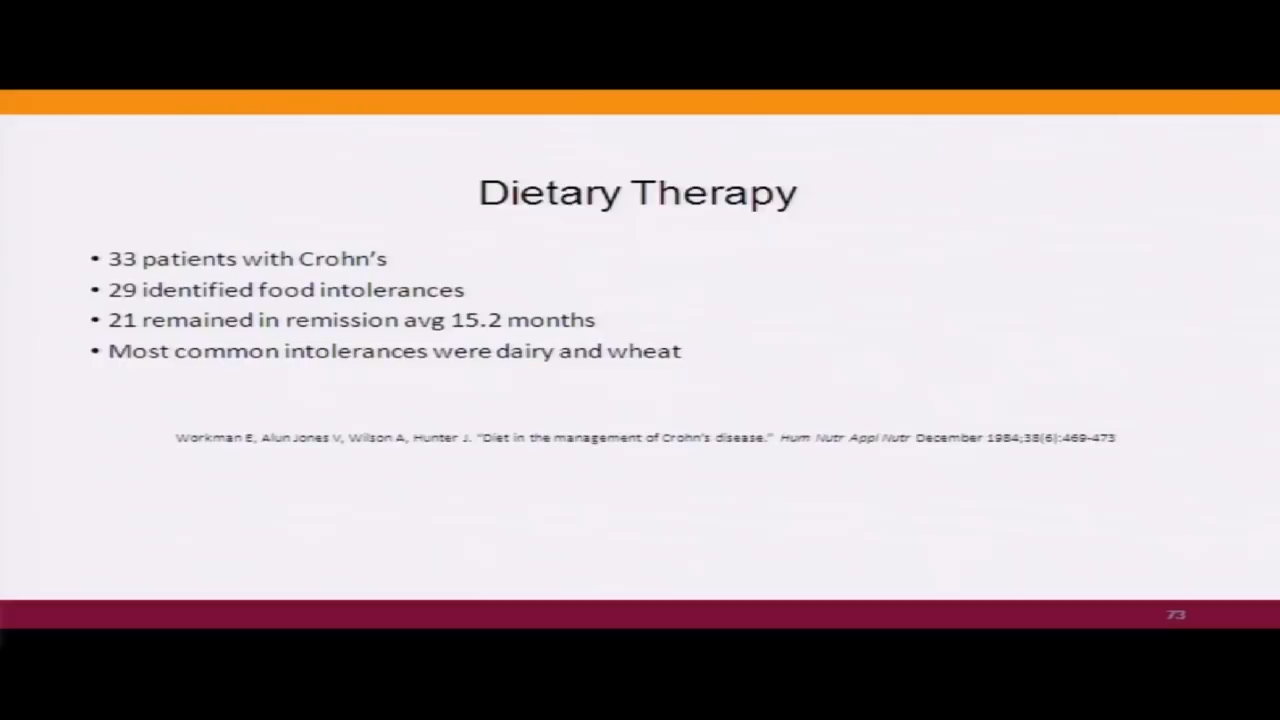 Dietary Therapy
• 33 patients with Crohn's
• 29 identified food intolerances
• 21 remained in remission avg 15.2 months
• Most common intolerances were dairy and wheat
Workman E, Alun Jones V, Wilson A, Hunter J. "Diet in the management of Crohn's disease." Hum Nutr Appl Nutr December 1984;38(6):469-473
73